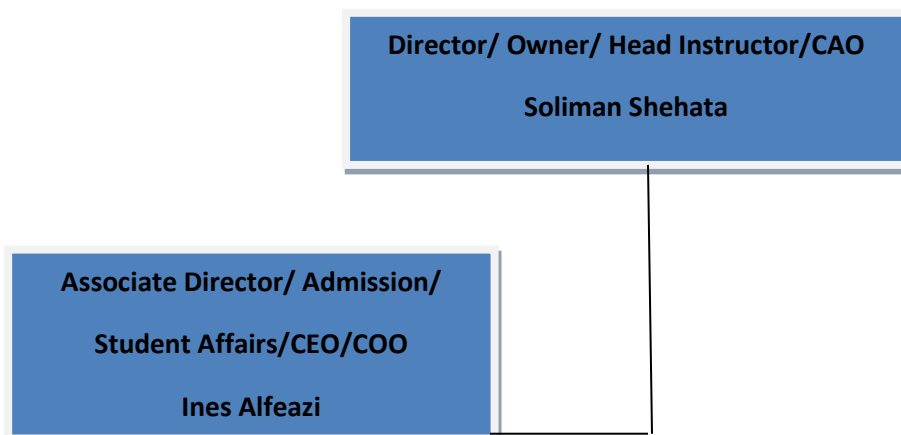 Director/ Owner/ Head Instructor/CAO
Soliman Shehata
Associate Director/ Admission/
Student Affairs/CEO/COO
Ines Alfeazi